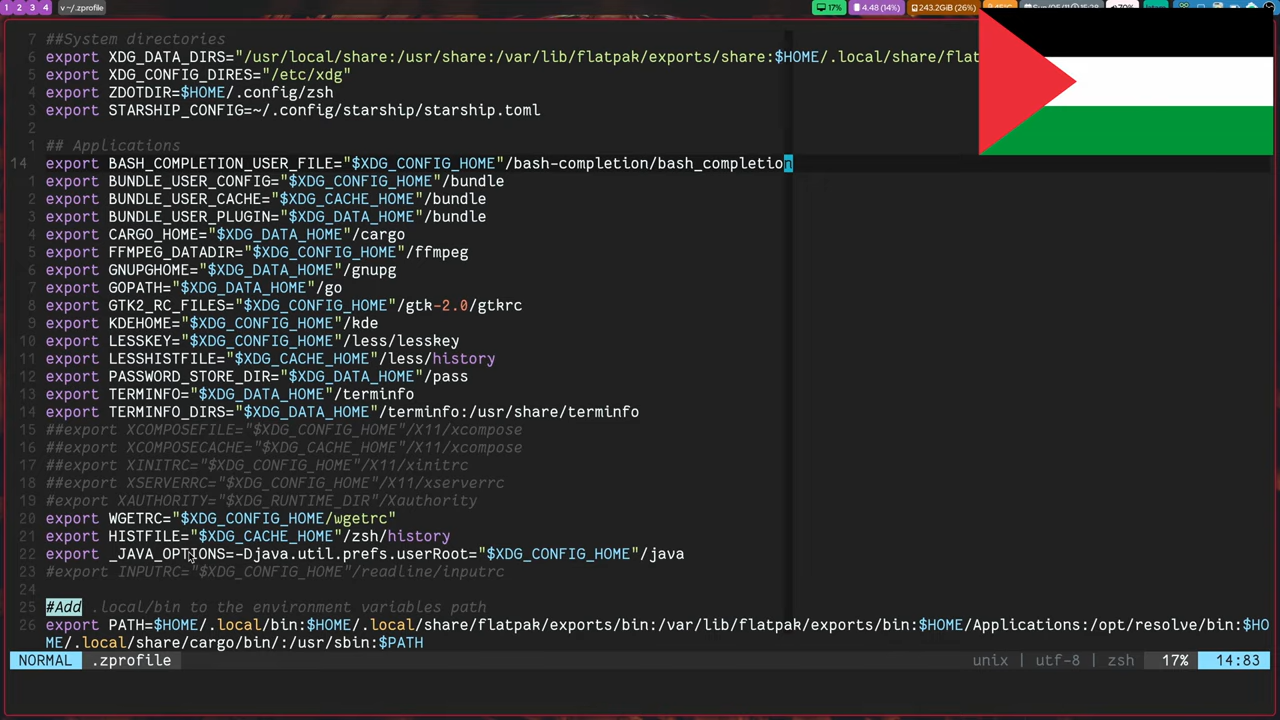 1 2 3 4 v ~/.zprofile 17% 4.48 (14%) 243.2GiB (26%)
7 ##System directories
6 export XDG_DATA_DIRS="/usr/local/share:/usr/share:/var/lib/flatpak/exports/share:$HOME/.local/share/flat
5 export XDG_CONFIG_DIRES="/etc/xdg"
4 export ZDOTDIR=$HOME/.config/zsh
3 export STARSHIP_CONFIG=~/.config/starship/starship.toml
2
1 ## Applications
14 export BASH_COMPLETION_USER_FILE="$XDG_CONFIG_HOME"/bash-completion/bash_completion
1 export BUNDLE_USER_CONFIG="$XDG_CONFIG_HOME"/bundle
2 export BUNDLE_USER_CACHE="$XDG_CACHE_HOME"/bundle
3 export BUNDLE_USER_PLUGIN="$XDG_DATA_HOME"/bundle
4 export CARGO_HOME="$XDG_DATA_HOME"/cargo
5 export FFMPEG_DATADIR="$XDG_CONFIG_HOME"/ffmpeg
6 export GNUPGHOME="$XDG_DATA_HOME"/gnupg
7 export GOPATH="$XDG_DATA_HOME"/go
8 export GTK2_RC_FILES="$XDG_CONFIG_HOME"/gtk-2.0/gtkrc
9 export KDEHOME="$XDG_CONFIG_HOME"/kde
10 export LESSKEY="$XDG_CONFIG_HOME"/less/lesskey
11 export LESSHISTFILE="$XDG_CACHE_HOME"/less/history
12 export PASSWORD_STORE_DIR="$XDG_DATA_HOME"/pass
13 export TERMINFO="$XDG_DATA_HOME"/terminfo
14 export TERMINFO_DIRS="$XDG_DATA_HOME"/terminfo:/usr/share/terminfo
15 ##export XCOMPOSEFILE="$XDG_CONFIG_HOME"/X11/xcompose
16 ##export XCOMPOSECACHE="$XDG_CACHE_HOME"/X11/xcompose
17 ##export XINITRC="$XDG_CONFIG_HOME"/X11/xinitrc
18 ##export XSERVERRC="$XDG_CONFIG_HOME"/X11/xserverrc
19 #export XAUTHORITY="$XDG_RUNTIME_DIR"/Xauthority
20 export WGETRC="$XDG_CONFIG_HOME/wgetrc"
21 export HISTFILE="$XDG_CACHE_HOME"/zsh/history
22 export _JAVA_OPTIONS=-Djava.util.prefs.userRoot="$XDG_CONFIG_HOME"/java
23 #export INPUTRC="$XDG_CONFIG_HOME"/readline/inputrc
24
25 #Add .local/bin to the environment variables path
26 export PATH=$HOME/.local/bin:$HOME/.local/share/flatpak/exports/bin:/var/lib/flatpak/exports/bin:$HOME/Applications:/opt/resolve/bin:$HO
ME/.local/share/cargo/bin/:/usr/sbin:$PATH
NORMAL .zprofile unix | utf-8 | zsh 17% 14:83